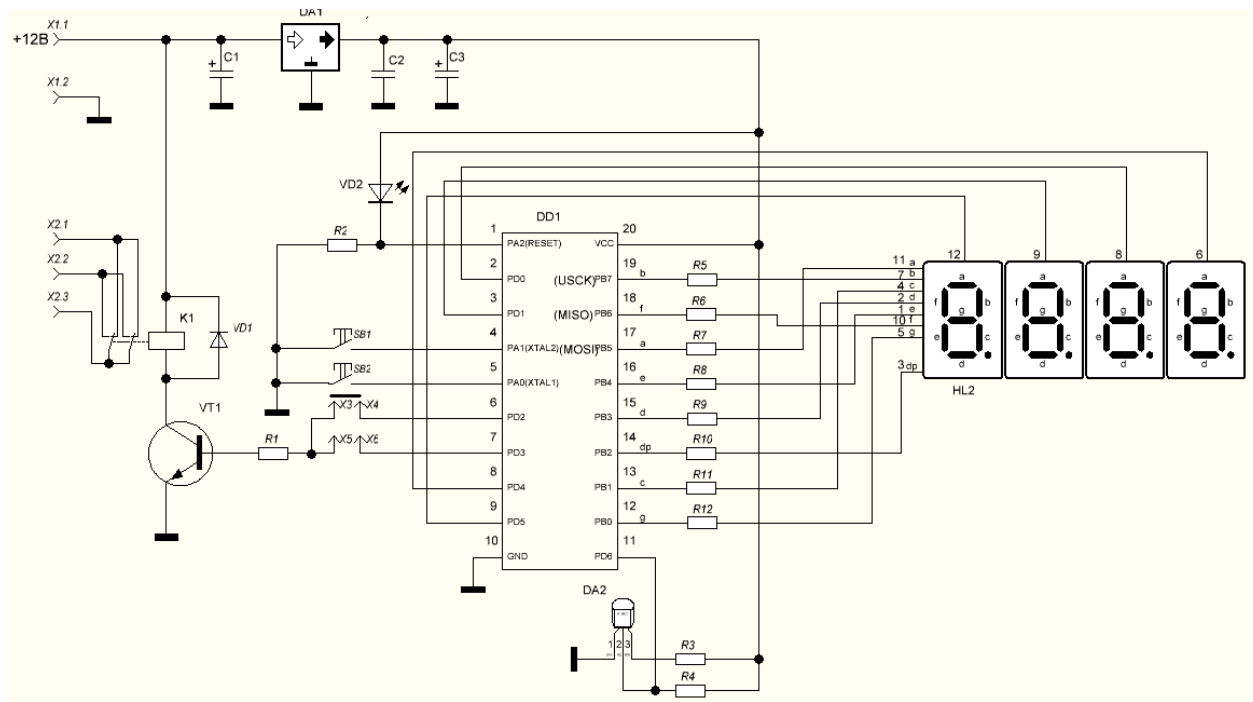 DA1
X1.1
+12В
C1
C2
C3
X1.2
VD2
DD1
X2.1
X2.2
X2.3
R2
K1
VD1
SB1
SB2
X3 X4
X5 X6
VT1
R1
1 PA2(RESET)
2 PD0
3 PD1
4 PA1(XTAL2)
5 PA0(XTAL1)
6 PD2
7 PD3
8 PD4
9 PD5
10 GND
20 VCC
19 (USCK)PB7 b R5
18 (MISO)PB6 f R6
17 (MOSI)PB5 a R7
16 PB4 e R8
15 PB3 d R9
14 PB2 dp R10
13 PB1 c R11
12 PB0 g R12
11 PD6
12 9 8 6
11 a
7 b
4 c
2 d
1 e
10 f
5 g
3 dp
a f b g e c d
a f b g e c d
a f b g e c d
a f b g e c d
HL2
DA2
1 2 3
R3
R4